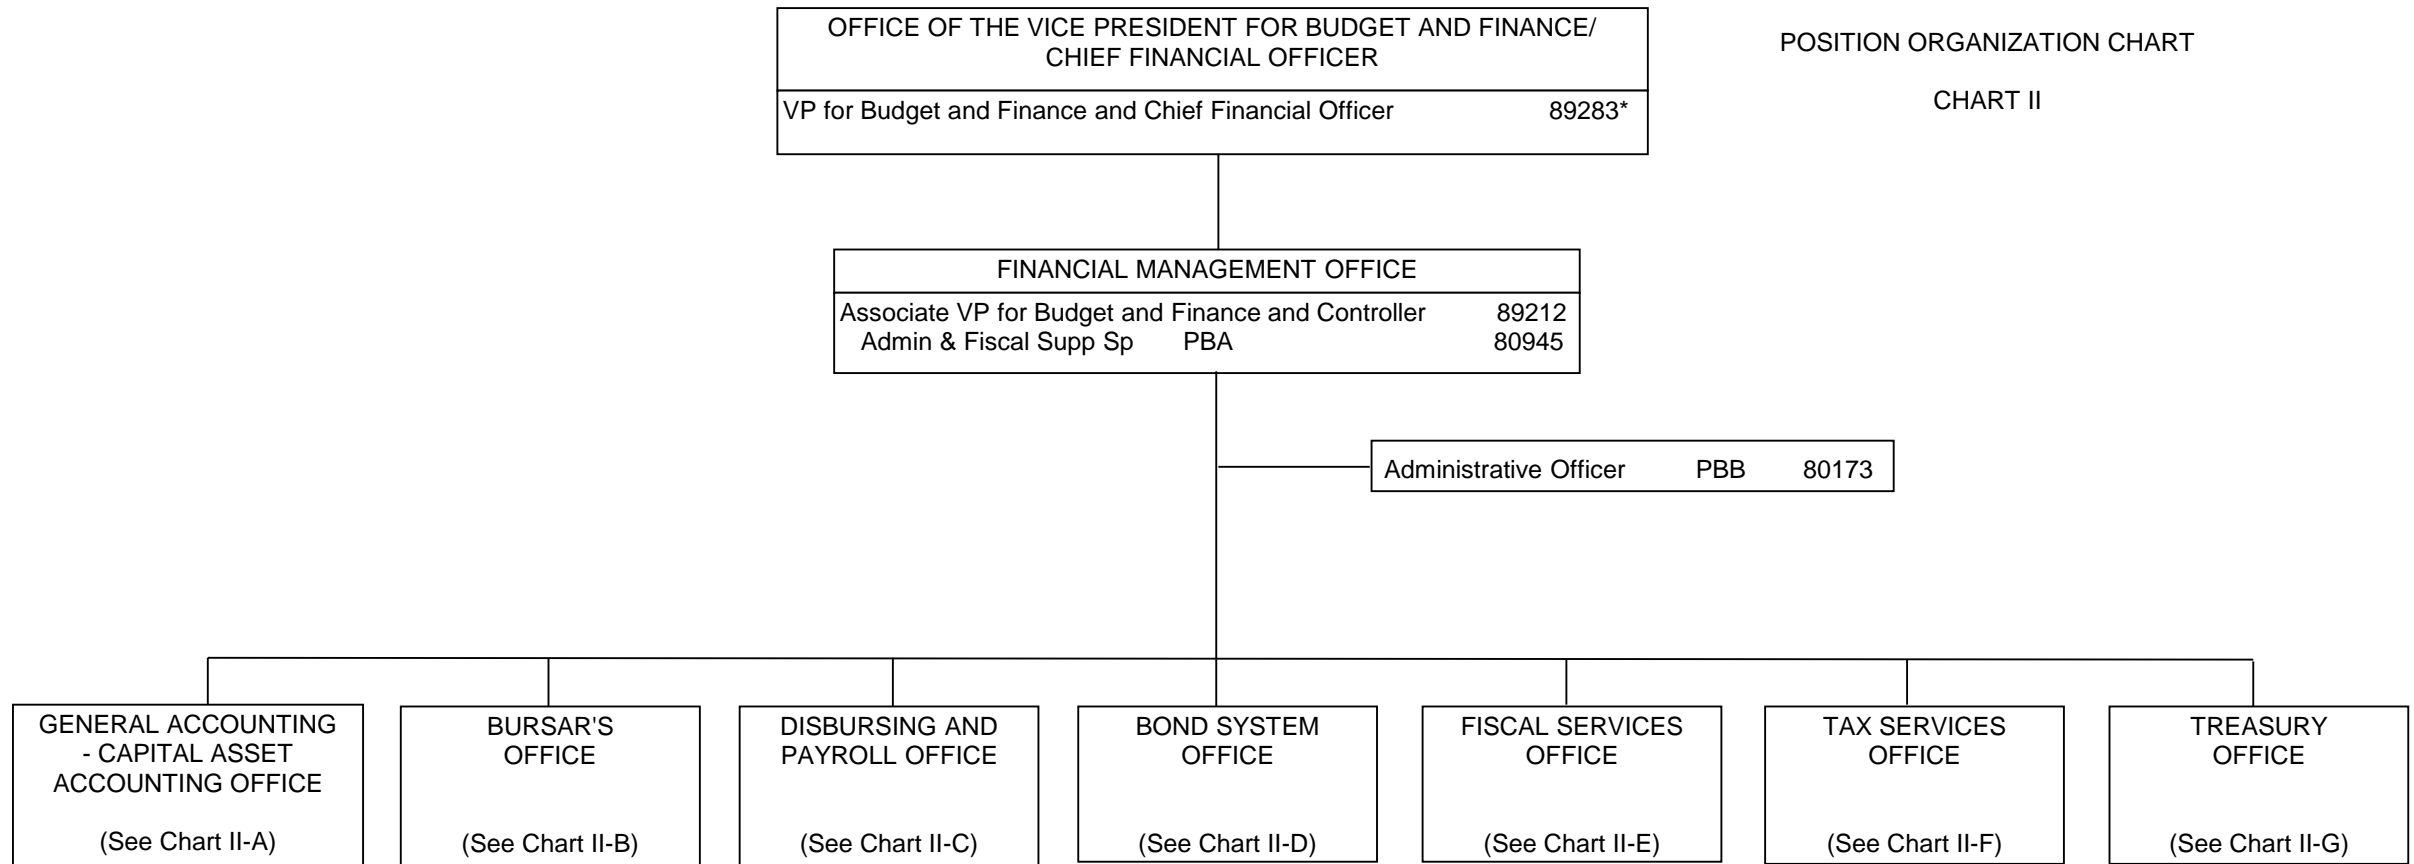 OFFICE OF THE VICE PRESIDENT FOR BUDGET AND FINANCE/
CHIEF FINANCIAL OFFICER
VP for Budget and Finance and Chief Financial Officer 89283*
POSITION ORGANIZATION CHART
CHART II
FINANCIAL MANAGEMENT OFFICE
Associate VP for Budget and Finance and Controller 89212
Admin & Fiscal Supp Sp PBA 80945
Administrative Officer PBB 80173
GENERAL ACCOUNTING
- CAPITAL ASSET
ACCOUNTING OFFICE
(See Chart II-A)
BURSAR'S
OFFICE
(See Chart II-B)
DISBURSING AND
PAYROLL OFFICE
(See Chart II-C)
BOND SYSTEM
OFFICE
(See Chart II-D)
FISCAL SERVICES
OFFICE
(See Chart II-E)
TAX SERVICES
OFFICE
(See Chart II-F)
TREASURY
OFFICE
(See Chart II-G)